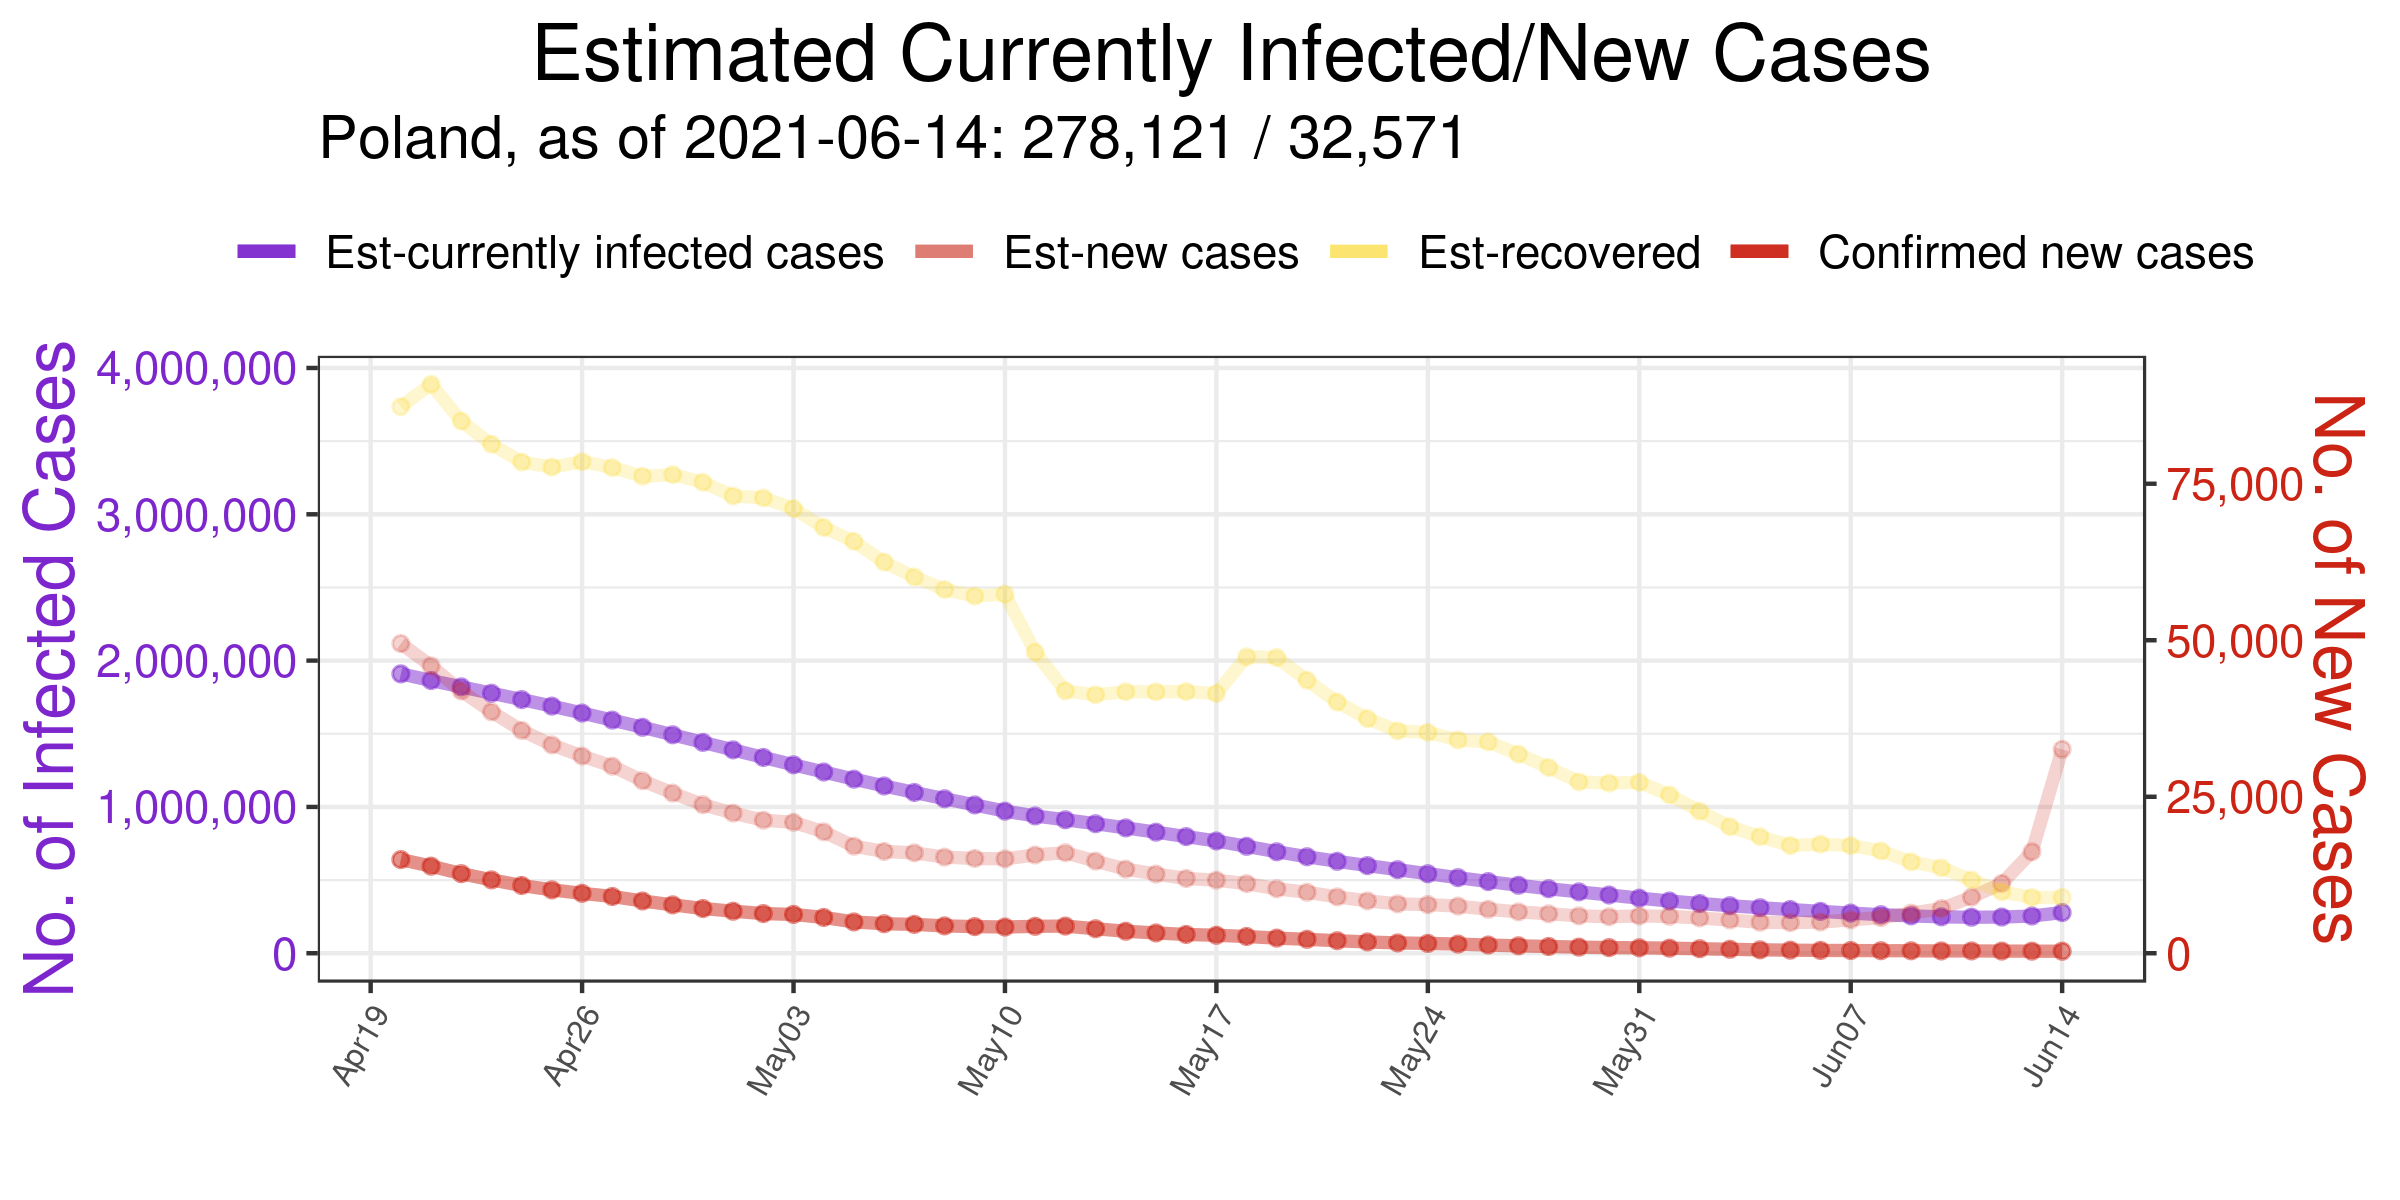 Estimated Currently Infected/New Cases
Poland, as of 2021-06-14: 278,121 / 32,571
Est-currently infected cases Est-new cases Est-recovered Confirmed new cases
No. of Infected Cases
4,000,000
3,000,000
2,000,000
1,000,000
0
75,000
50,000
25,000
0
No. of New Cases
Apr19 Apr26 May03 May10 May17 May24 May31 Jun07 Jun14